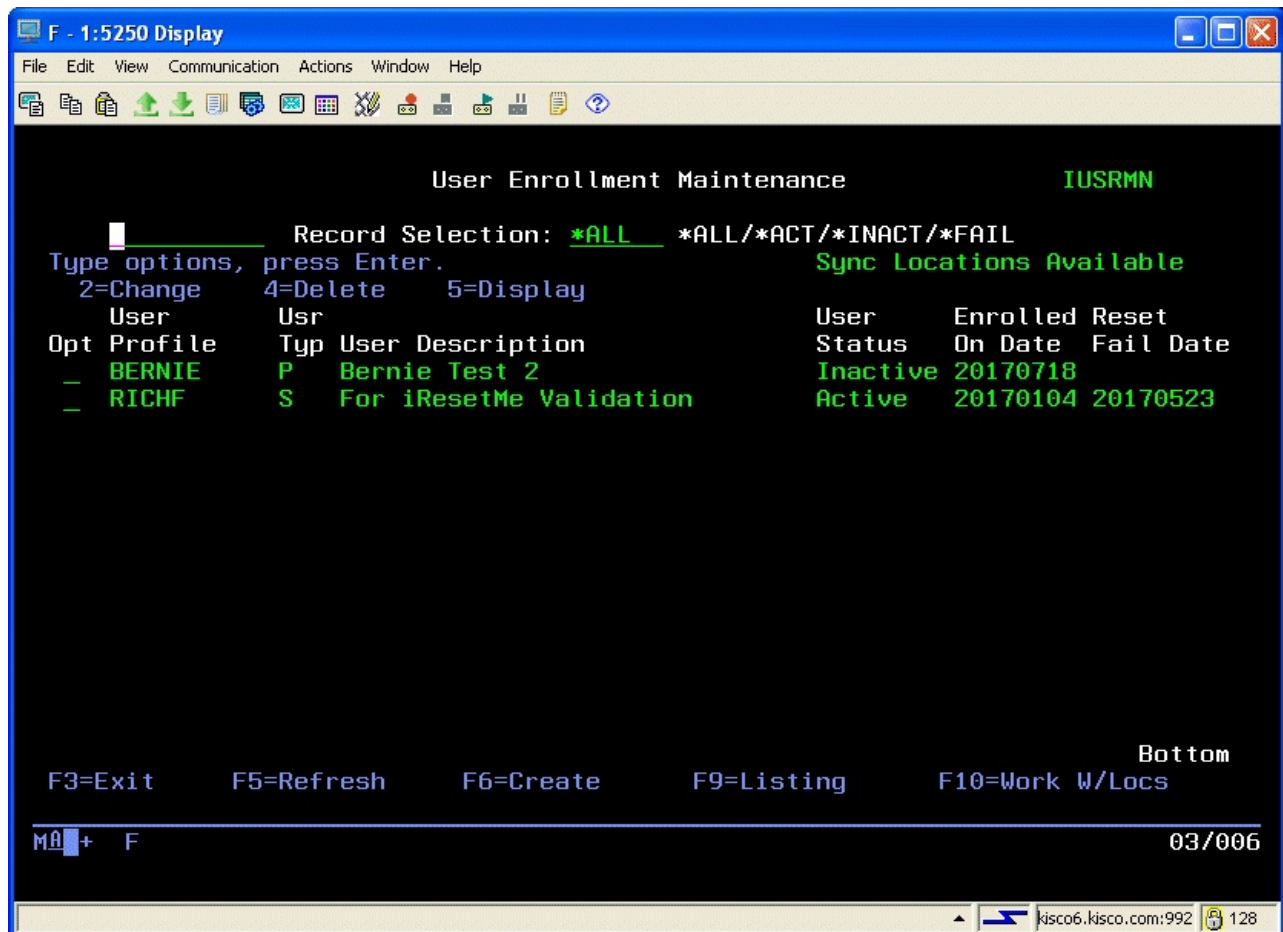 F - 1:5250 Display
File Edit View Communication Actions Window Help
User Enrollment Maintenance IUSRMN
Record Selection: *ALL *ALL/*ACT/*INACT/*FAIL
Type options, press Enter. Sync Locations Available
2=Change 4=Delete 5=Display
User Usr User Enrolled Reset
Opt Profile Typ User Description Status On Date Fail Date
_ BERNIE P Bernie Test 2 Inactive 20170718
_ RICHF S For iResetMe Validation Active 20170104 20170523
Bottom
F3=Exit F5=Refresh F6=Create F9=Listing F10=Work W/Locs
MA + F 03/006
kisco6.kisco.com:992 128